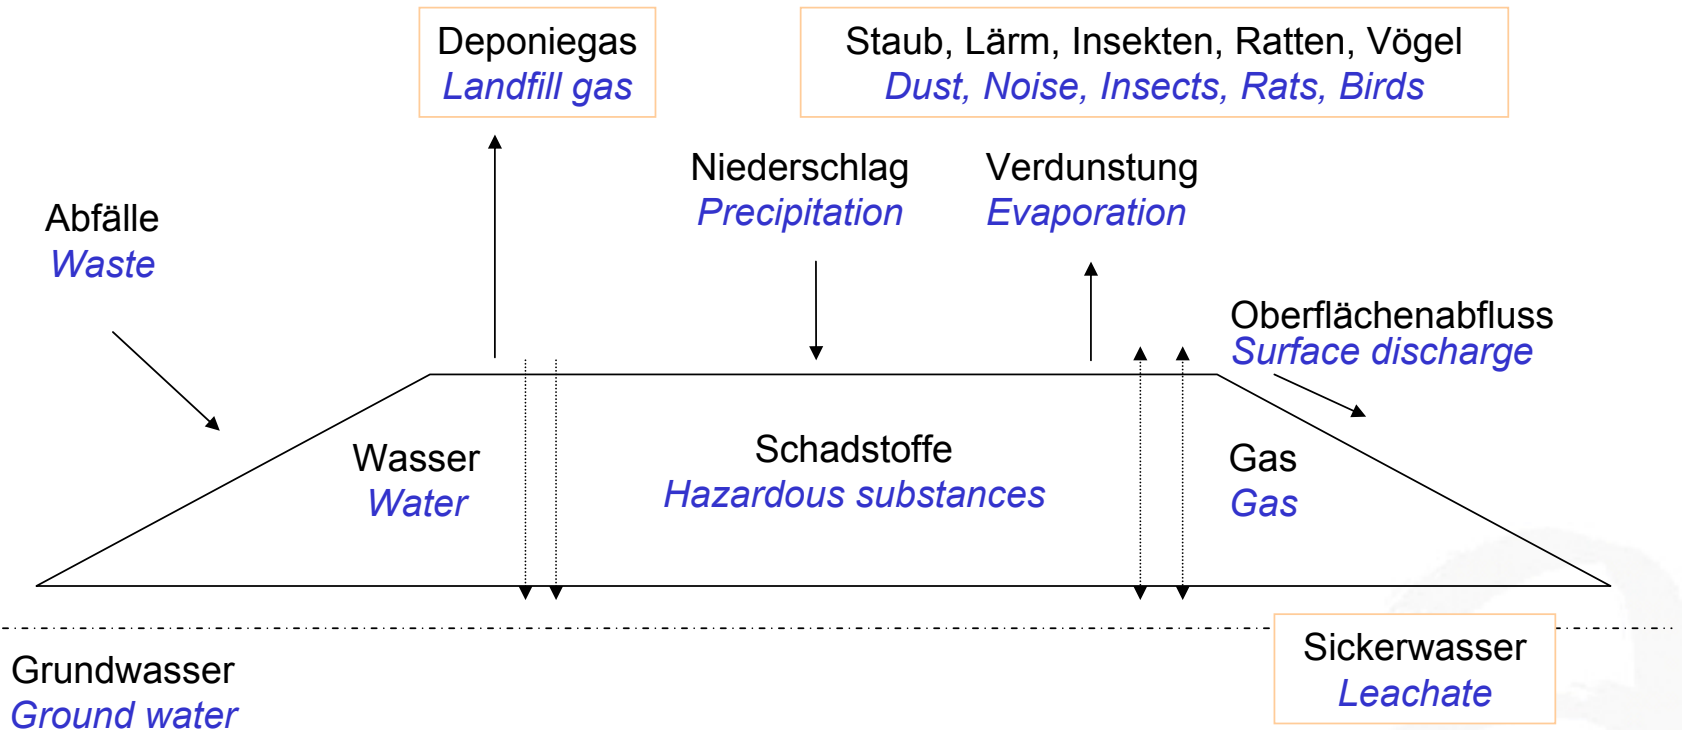 Deponiegas
Landfill gas
Staub, Lärm, Insekten, Ratten, Vögel
Dust, Noise, Insects, Rats, Birds
Niederschlag
Precipitation
Verdunstung
Evaporation
Abfälle
Waste
Oberflächenabfluss
Surface discharge
Wasser
Water
Schadstoffe
Hazardous substances
Gas
Gas
Grundwasser
Ground water
Sickerwasser
Leachate